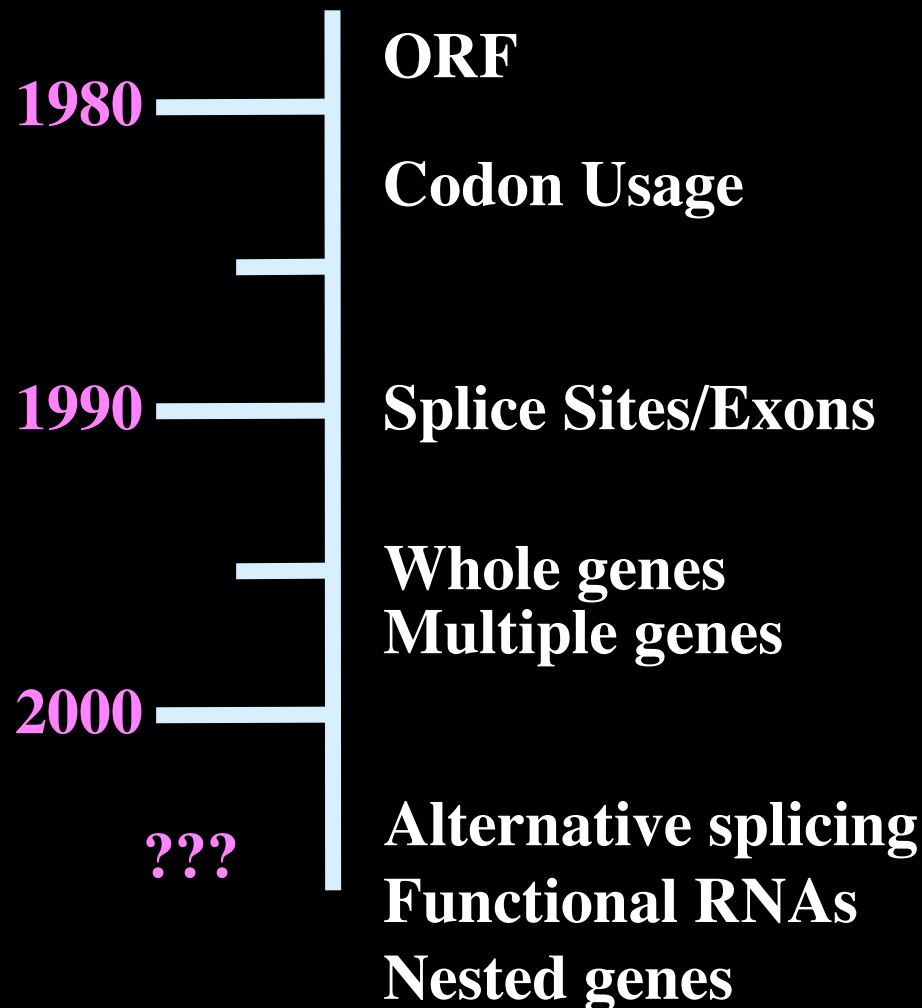 ORF
1980
Codon Usage
1990
Splice Sites/Exons
Whole genes
Multiple genes
2000
Alternative splicing
???
Functional RNAs
Nested genes